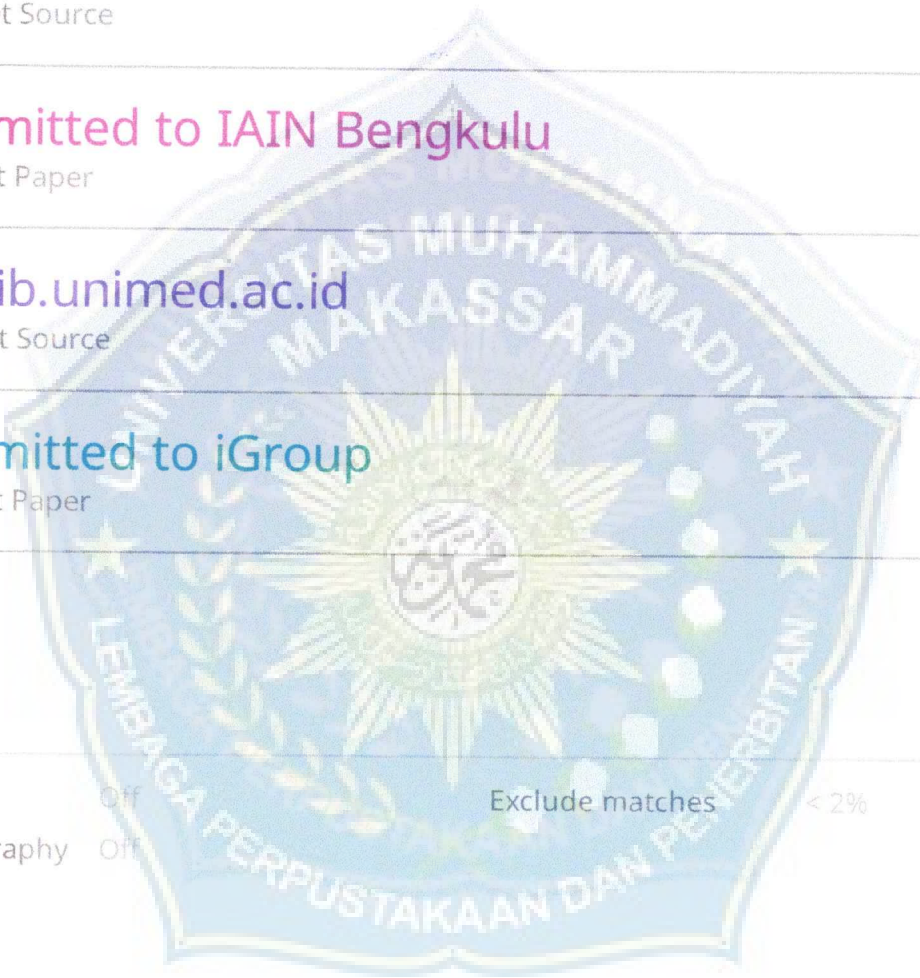 t Source
mitted to IAIN Bengkulu
t Paper
ib.unimed.ac.id
t Source
mitted to iGroup
t Paper
UNIVERSITAS MUHAMMADIYAH
MAKASSAR
LEMBAGA PERPUSTAKAAN DAN PENERBITAN
Off
Exclude matches < 2%
raphy Off